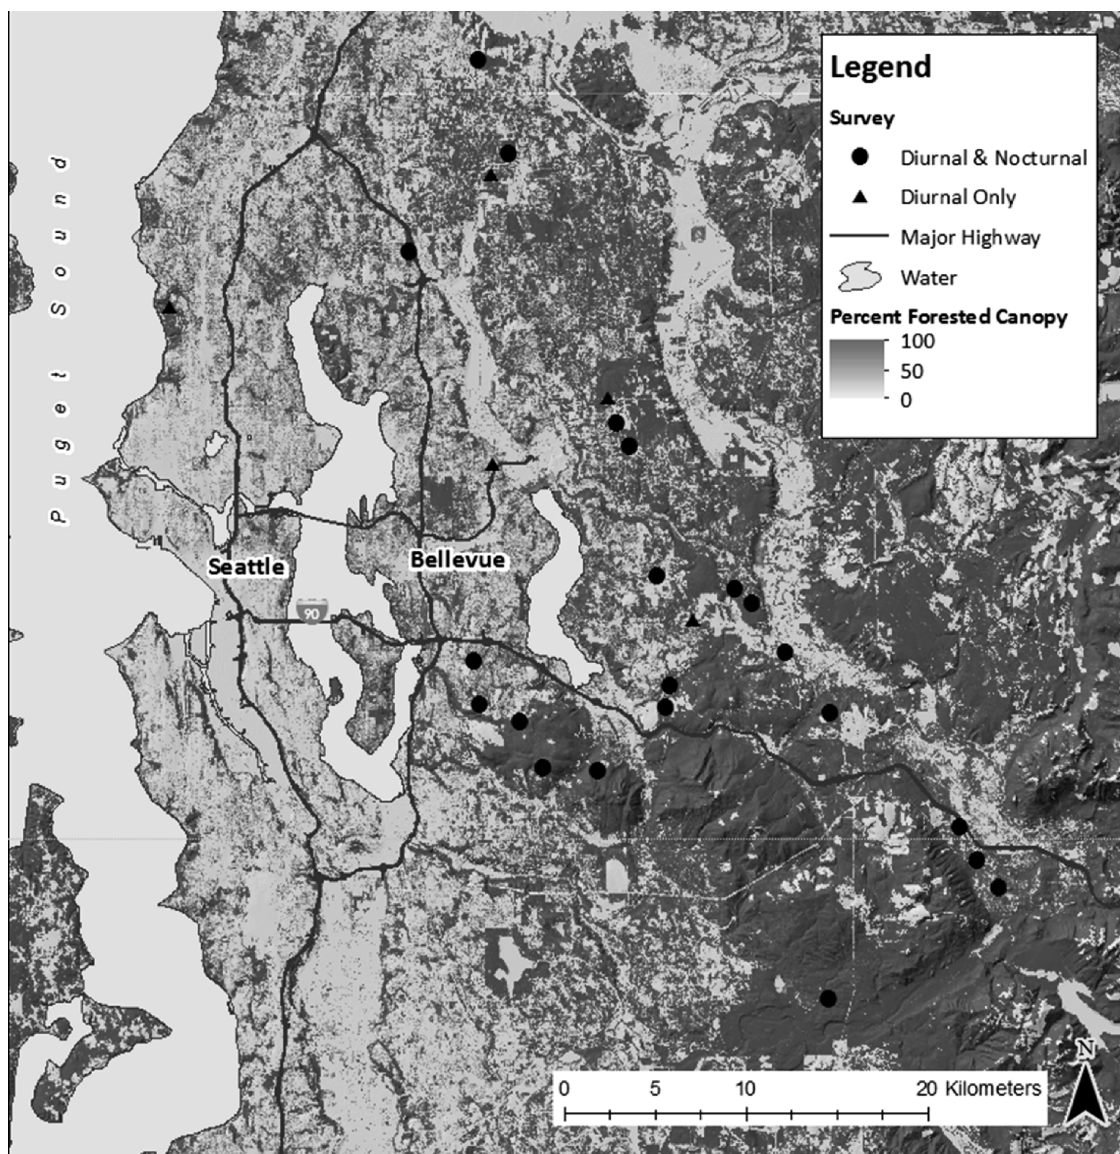 Legend
Survey
Diurnal & Nocturnal
Diurnal Only
Major Highway
Water
Percent Forested Canopy
100
50
0
Puget Sound
Seattle
Bellevue
90
N
0 5 10 20 Kilometers